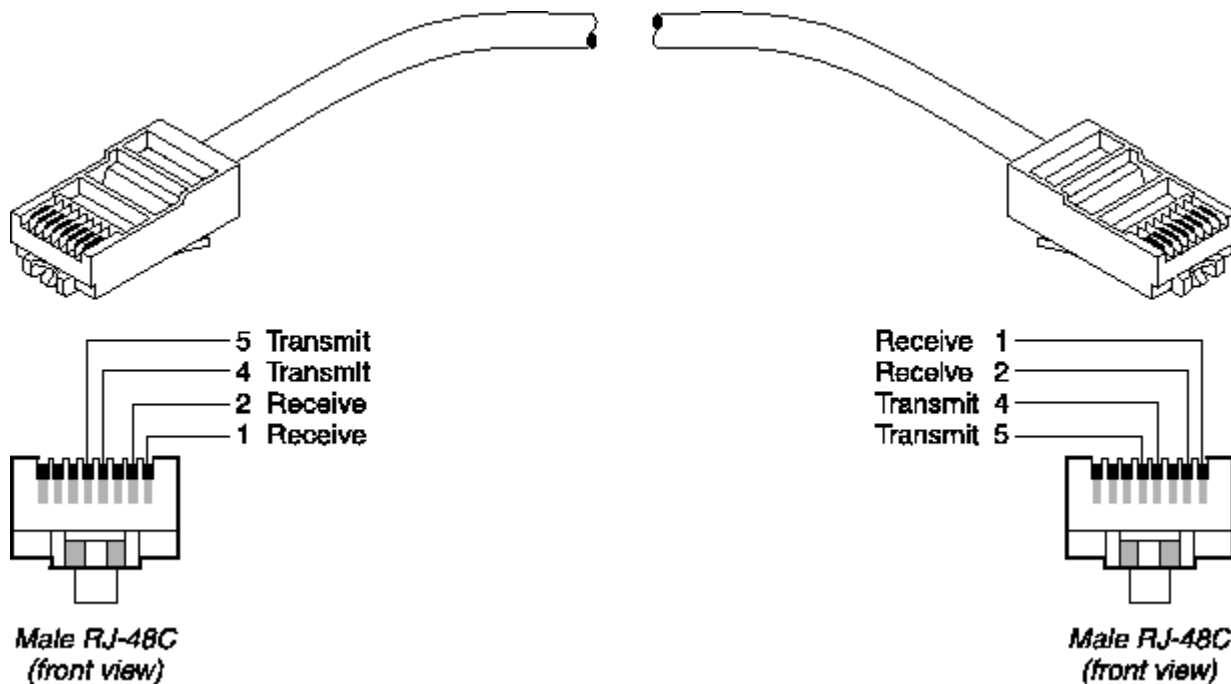 5 Transmit
4 Transmit
2 Receive
1 Receive
Receive 1
Receive 2
Transmit 4
Transmit 5
Male RJ-48C
(front view)
Male RJ-48C
(front view)